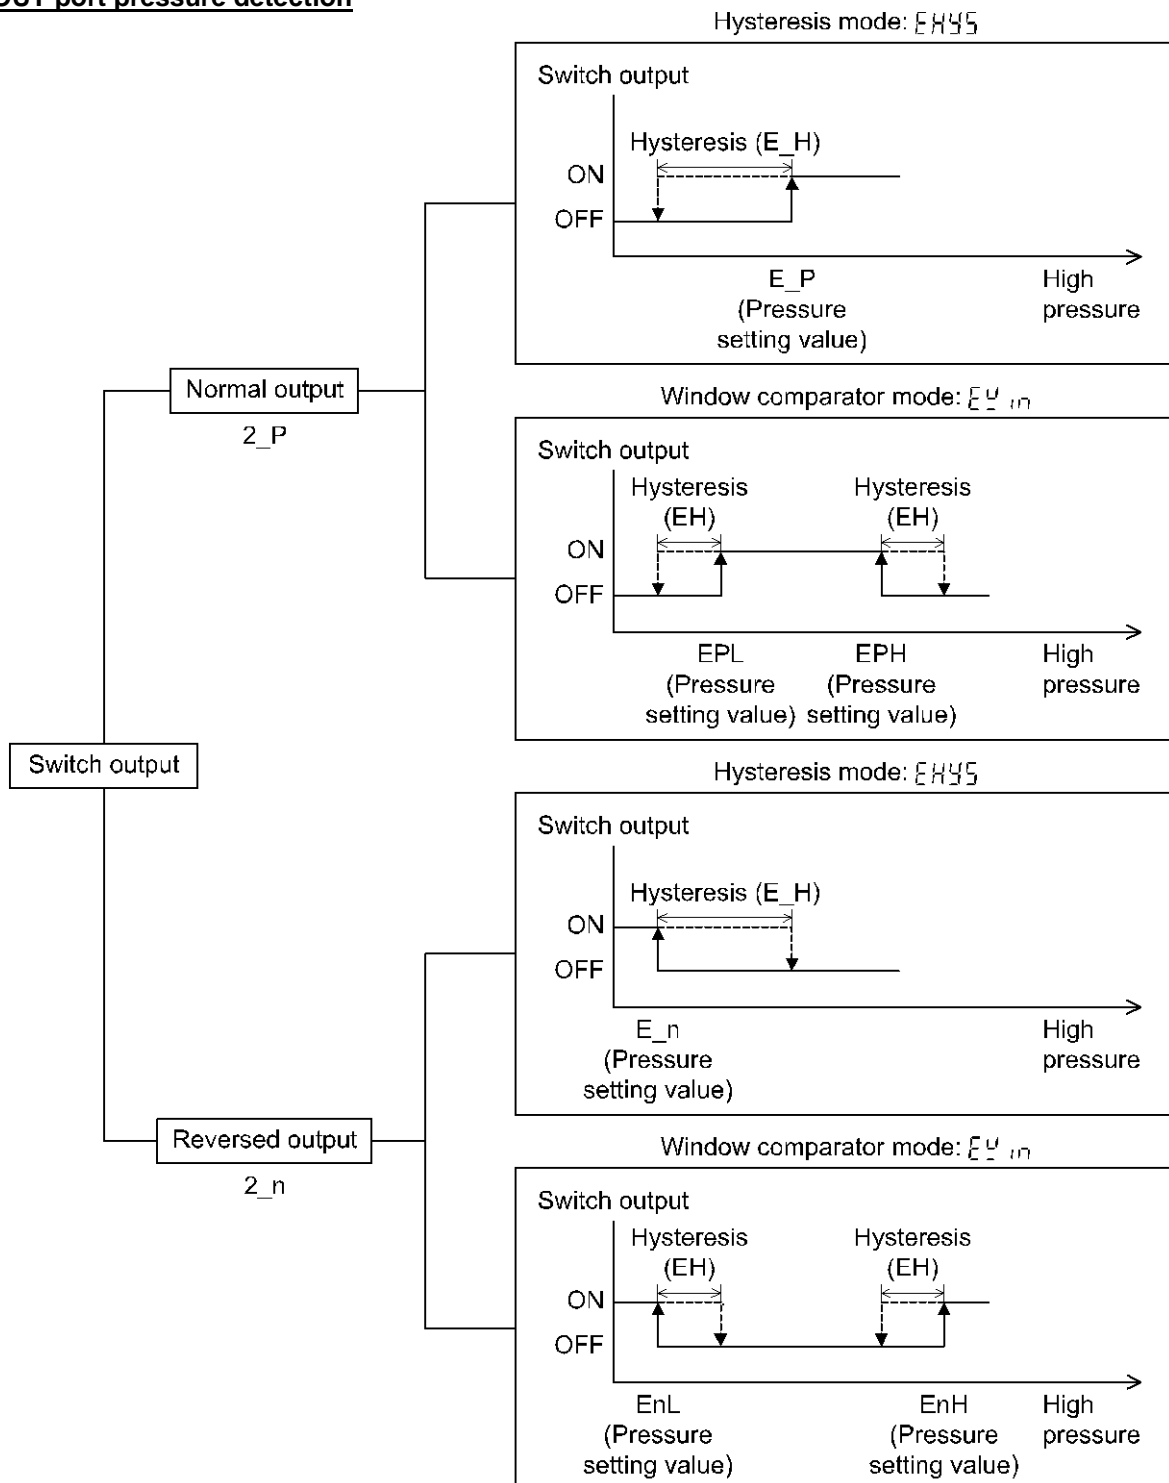 OUT port pressure detection
Hysteresis mode: EHYS
Switch output
Hysteresis (E_H)
ON
OFF
E_P
(Pressure
setting value)
High
pressure
Normal output
2_P
Window comparator mode: EWin
Switch output
Hysteresis
(EH)
Hysteresis
(EH)
ON
OFF
EPL
(Pressure
setting value)
EPH
(Pressure
setting value)
High
pressure
Switch output
Hysteresis mode: EHYS
Switch output
Hysteresis (E_H)
ON
OFF
E_n
(Pressure
setting value)
High
pressure
Reversed output
2_n
Window comparator mode: EWin
Switch output
Hysteresis
(EH)
Hysteresis
(EH)
ON
OFF
EnL
(Pressure
setting value)
EnH
(Pressure
setting value)
High
pressure